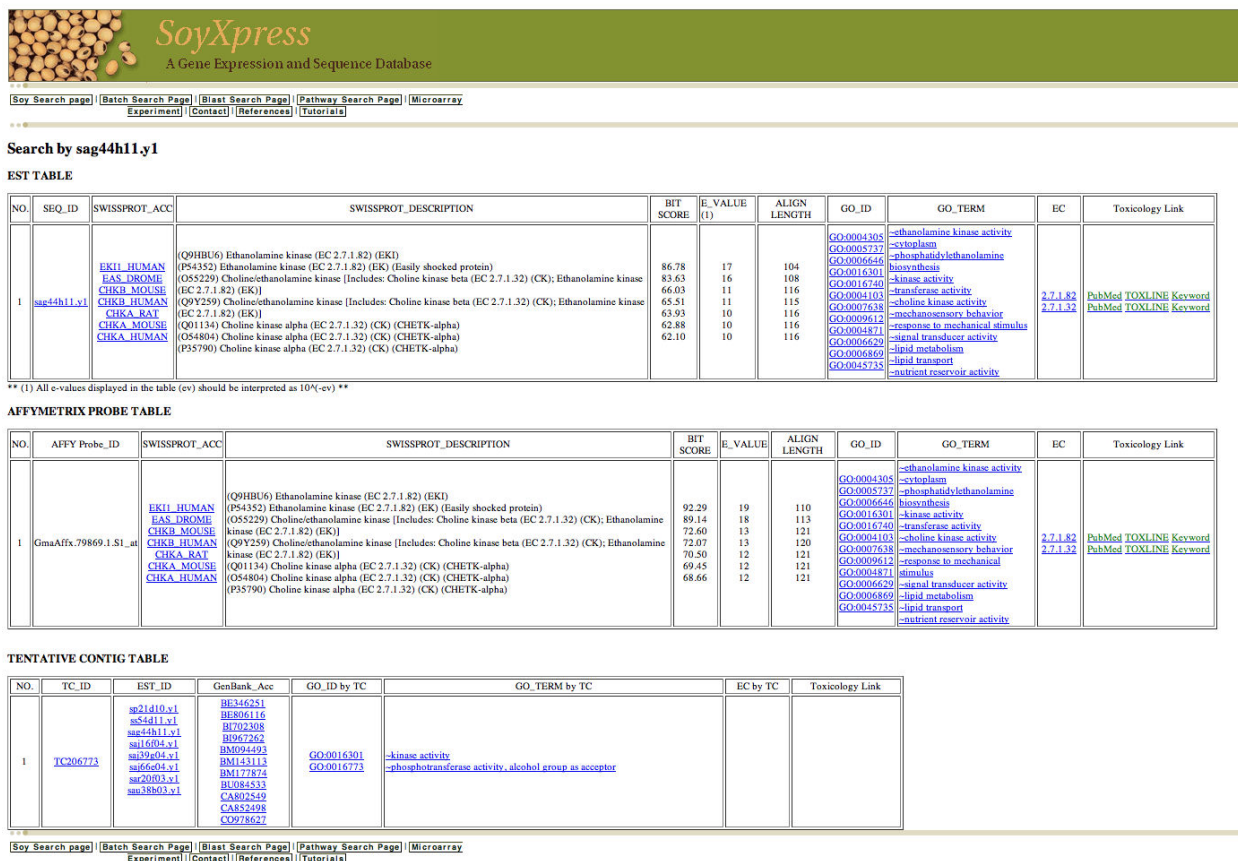 SoyXpress
A Gene Expression and Sequence Database
Soy Search page | Batch Search Page | Blast Search Page | Pathway Search Page | Microarray
Experiment | Contact | References | Tutorials
Search by sag44h11.y1
EST TABLE
NO. SEQ_ID SWISSPROT_ACC SWISSPROT_DESCRIPTION BIT SCORE E_VALUE (1) ALIGN LENGTH GO_ID GO_TERM EC Toxicology Link
1 sag44h11.y1
EKI1_HUMAN
EAS_DROME
CHKB_MOUSE
CHKB_HUMAN
CHKA_RAT
CHKA_MOUSE
CHKA_HUMAN
(Q9HBU6) Ethanolamine kinase (EC 2.7.1.82) (EKI)
(P54352) Ethanolamine kinase (EC 2.7.1.82) (EK) (Easily shocked protein)
(O55229) Choline/ethanolamine kinase [Includes: Choline kinase beta (EC 2.7.1.32) (CK); Ethanolamine kinase
(EC 2.7.1.82) (EK)]
(Q9Y259) Choline/ethanolamine kinase [Includes: Choline kinase beta (EC 2.7.1.32) (CK); Ethanolamine kinase
(EC 2.7.1.82) (EK)]
(Q01134) Choline kinase alpha (EC 2.7.1.32) (CK) (CHETK-alpha)
(O54804) Choline kinase alpha (EC 2.7.1.32) (CK) (CHETK-alpha)
(P35790) Choline kinase alpha (EC 2.7.1.32) (CK) (CHETK-alpha)
86.78 17 104
83.63 16 108
66.03 11 116
65.51 11 115
63.93 10 116
62.88 10 116
62.10 10 116
GO:0004305
GO:0005737
GO:0006646
GO:0016301
GO:0016740
GO:0004103
GO:0007638
GO:0009612
GO:0004871
GO:0006629
GO:0006869
GO:0045735
~ethanolamine kinase activity
~cytoplasm
~phosphatidylethanolamine
biosynthesis
~kinase activity
~transferase activity
~choline kinase activity
~mechanosensory behavior
~response to mechanical stimulus
~signal transducer activity
~lipid metabolism
~lipid transport
~nutrient reservoir activity
2.7.1.82 PubMed TOXLINE Keyword
2.7.1.32 PubMed TOXLINE Keyword
** (1) All e-values displayed in the table (ev) should be interpreted as 10^(-ev) **
AFFYMETRIX PROBE TABLE
NO. AFFY Probe_ID SWISSPROT_ACC SWISSPROT_DESCRIPTION BIT SCORE E_VALUE ALIGN LENGTH GO_ID GO_TERM EC Toxicology Link
1 GmaAffx.79869.1.S1_at
EKI1_HUMAN
EAS_DROME
CHKB_MOUSE
CHKB_HUMAN
CHKA_RAT
CHKA_MOUSE
CHKA_HUMAN
(Q9HBU6) Ethanolamine kinase (EC 2.7.1.82) (EKI)
(P54352) Ethanolamine kinase (EC 2.7.1.82) (EK) (Easily shocked protein)
(O55229) Choline/ethanolamine kinase [Includes: Choline kinase beta (EC 2.7.1.32) (CK); Ethanolamine
kinase (EC 2.7.1.82) (EK)]
(Q9Y259) Choline/ethanolamine kinase [Includes: Choline kinase beta (EC 2.7.1.32) (CK); Ethanolamine
kinase (EC 2.7.1.82) (EK)]
(Q01134) Choline kinase alpha (EC 2.7.1.32) (CK) (CHETK-alpha)
(O54804) Choline kinase alpha (EC 2.7.1.32) (CK) (CHETK-alpha)
(P35790) Choline kinase alpha (EC 2.7.1.32) (CK) (CHETK-alpha)
92.29 19 110
89.14 18 113
72.60 13 121
72.07 13 120
70.50 12 121
69.45 12 121
68.66 12 121
GO:0004305
GO:0005737
GO:0006646
GO:0016301
GO:0016740
GO:0004103
GO:0007638
GO:0009612
GO:0004871
GO:0006629
GO:0006869
GO:0045735
~ethanolamine kinase activity
~cytoplasm
~phosphatidylethanolamine
biosynthesis
~kinase activity
~transferase activity
~choline kinase activity
~mechanosensory behavior
~response to mechanical
stimulus
~signal transducer activity
~lipid metabolism
~lipid transport
~nutrient reservoir activity
2.7.1.82 PubMed TOXLINE Keyword
2.7.1.32 PubMed TOXLINE Keyword
TENTATIVE CONTIG TABLE
NO. TC_ID EST_ID GenBank_Acc GO_ID by TC GO_TERM by TC EC by TC Toxicology Link
1 TC206773
sp21d10.y1
ss54d11.y1
sag44h11.y1
sai16f04.y1
saj39g04.y1
saj66e04.y1
sar20f03.y1
sau38b03.y1
BE346251
BE806116
BI702308
BI967262
BM094493
BM143113
BM177874
BU084533
CA802549
CA852498
CO978627
GO:0016301
GO:0016773
~kinase activity
~phosphotransferase activity, alcohol group as acceptor
Soy Search page | Batch Search Page | Blast Search Page | Pathway Search Page | Microarray
Experiment | Contact | References | Tutorials